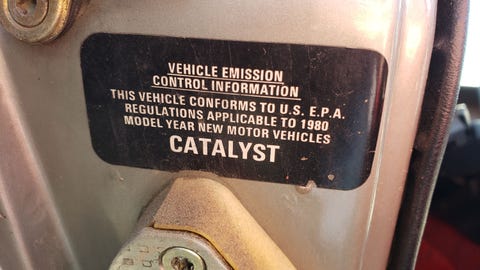 VEHICLE EMISSION
CONTROL INFORMATION
THIS VEHICLE CONFORMS TO U.S. E.P.A.
REGULATIONS APPLICABLE TO 1980
MODEL YEAR NEW MOTOR VEHICLES
CATALYST